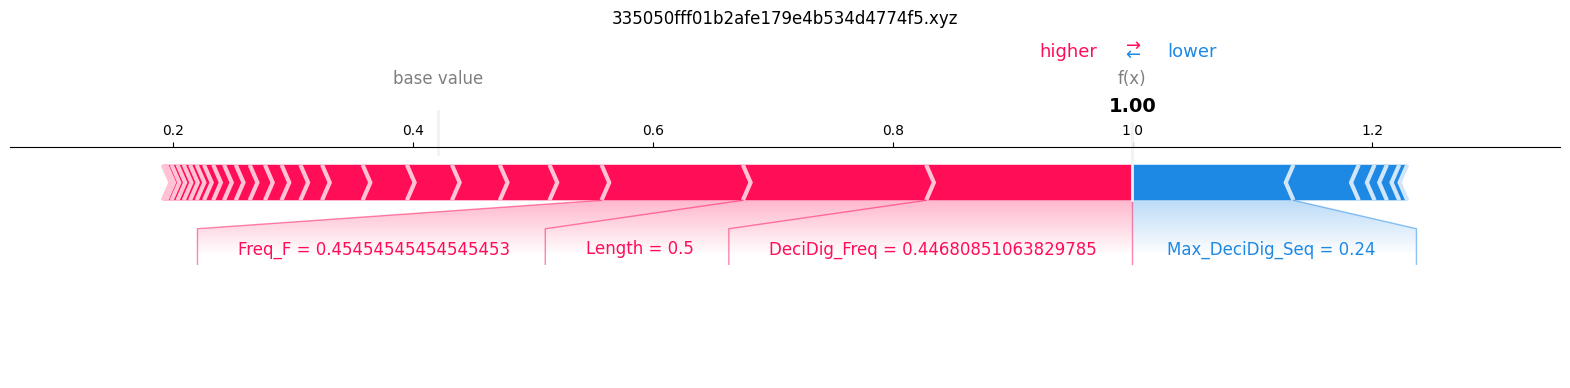 335050fff01b2afe179e4b534d4774f5.xyz
higher ⇄ lower
base value f(x)
1.00
0.2 0.4 0.6 0.8 1.0 1.2
Freq_F = 0.45454545454545453 Length = 0.5 DeciDig_Freq = 0.44680851063829785 Max_DeciDig_Seq = 0.24